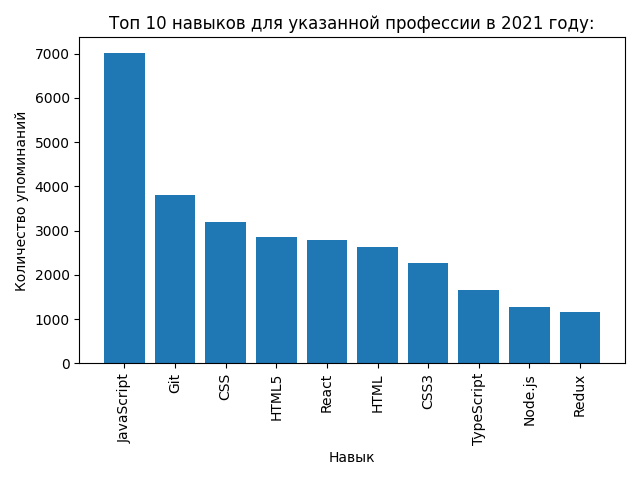 Топ 10 навыков для указанной профессии в 2021 году:
Количество упоминаний
7000
6000
5000
4000
3000
2000
1000
0
JavaScript
Git
CSS
HTML5
React
HTML
CSS3
TypeScript
Node.js
Redux
Навык